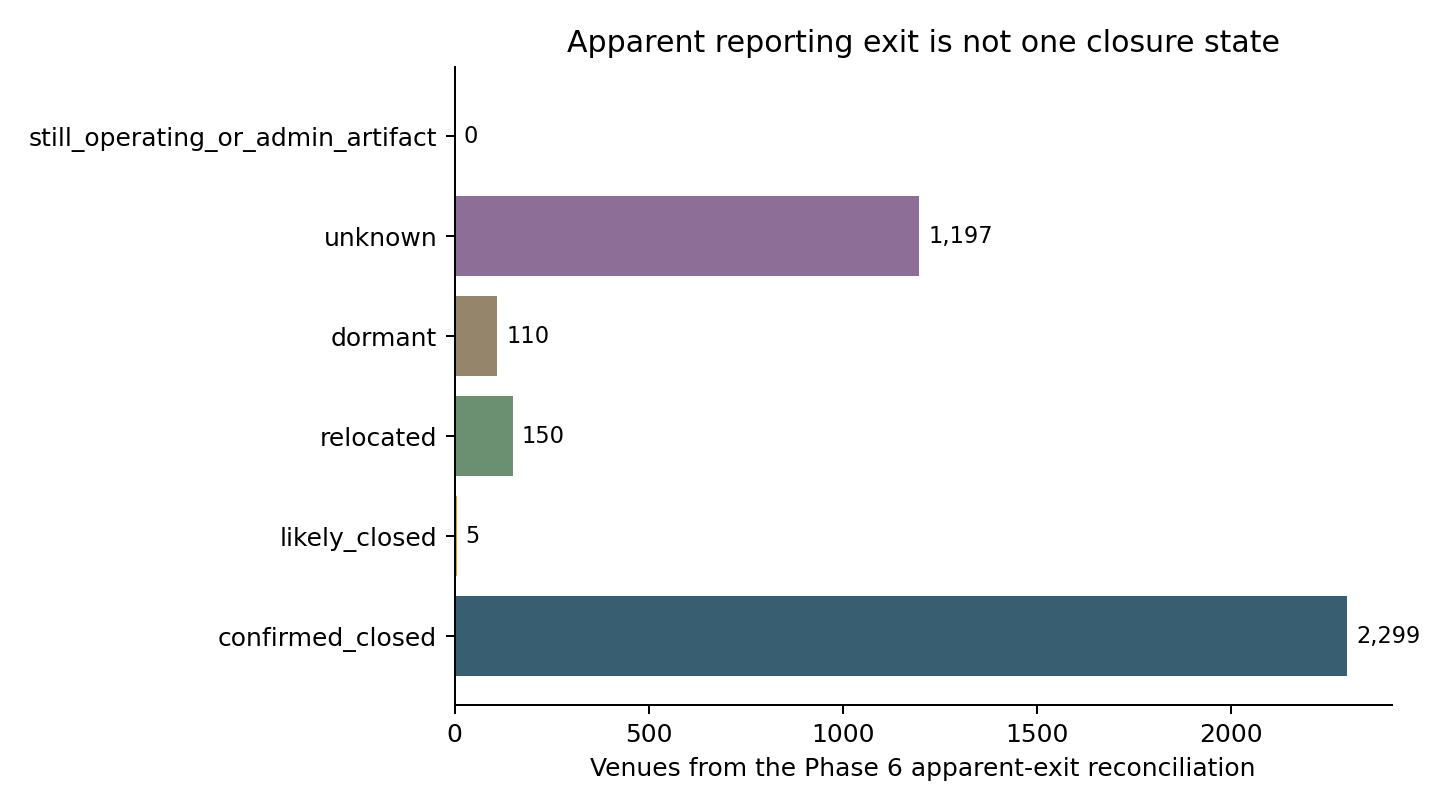 Apparent reporting exit is not one closure state
still_operating_or_admin_artifact 0
unknown 1,197
dormant 110
relocated 150
likely_closed 5
confirmed_closed 2,299
0 500 1000 1500 2000
Venues from the Phase 6 apparent-exit reconciliation